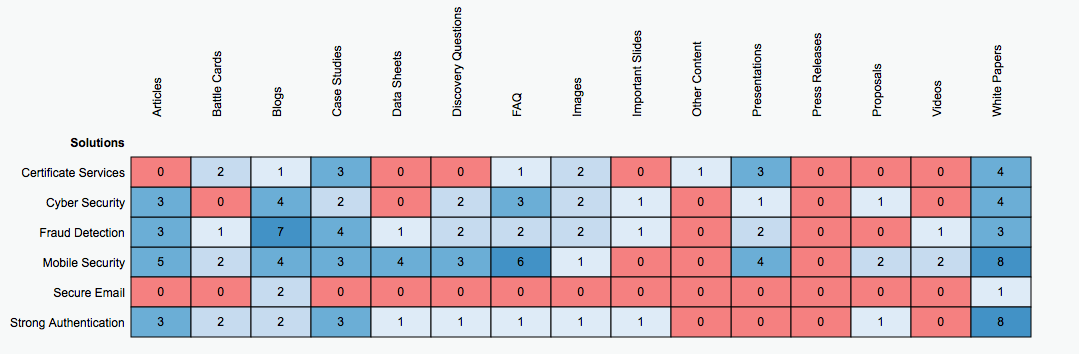 Articles
Battle Cards
Blogs
Case Studies
Data Sheets
Discovery Questions
FAQ
Images
Important Slides
Other Content
Presentations
Press Releases
Proposals
Videos
White Papers
Solutions
Certificate Services 0 2 1 3 0 0 1 2 0 1 3 0 0 0 4
Cyber Security 3 0 4 2 0 2 3 2 1 0 1 0 1 0 4
Fraud Detection 3 1 7 4 1 2 2 2 1 0 2 0 0 1 3
Mobile Security 5 2 4 3 4 3 6 1 0 0 4 0 2 2 8
Secure Email 0 0 2 0 0 0 0 0 0 0 0 0 0 0 1
Strong Authentication 3 2 2 3 1 1 1 1 1 0 0 0 1 0 8